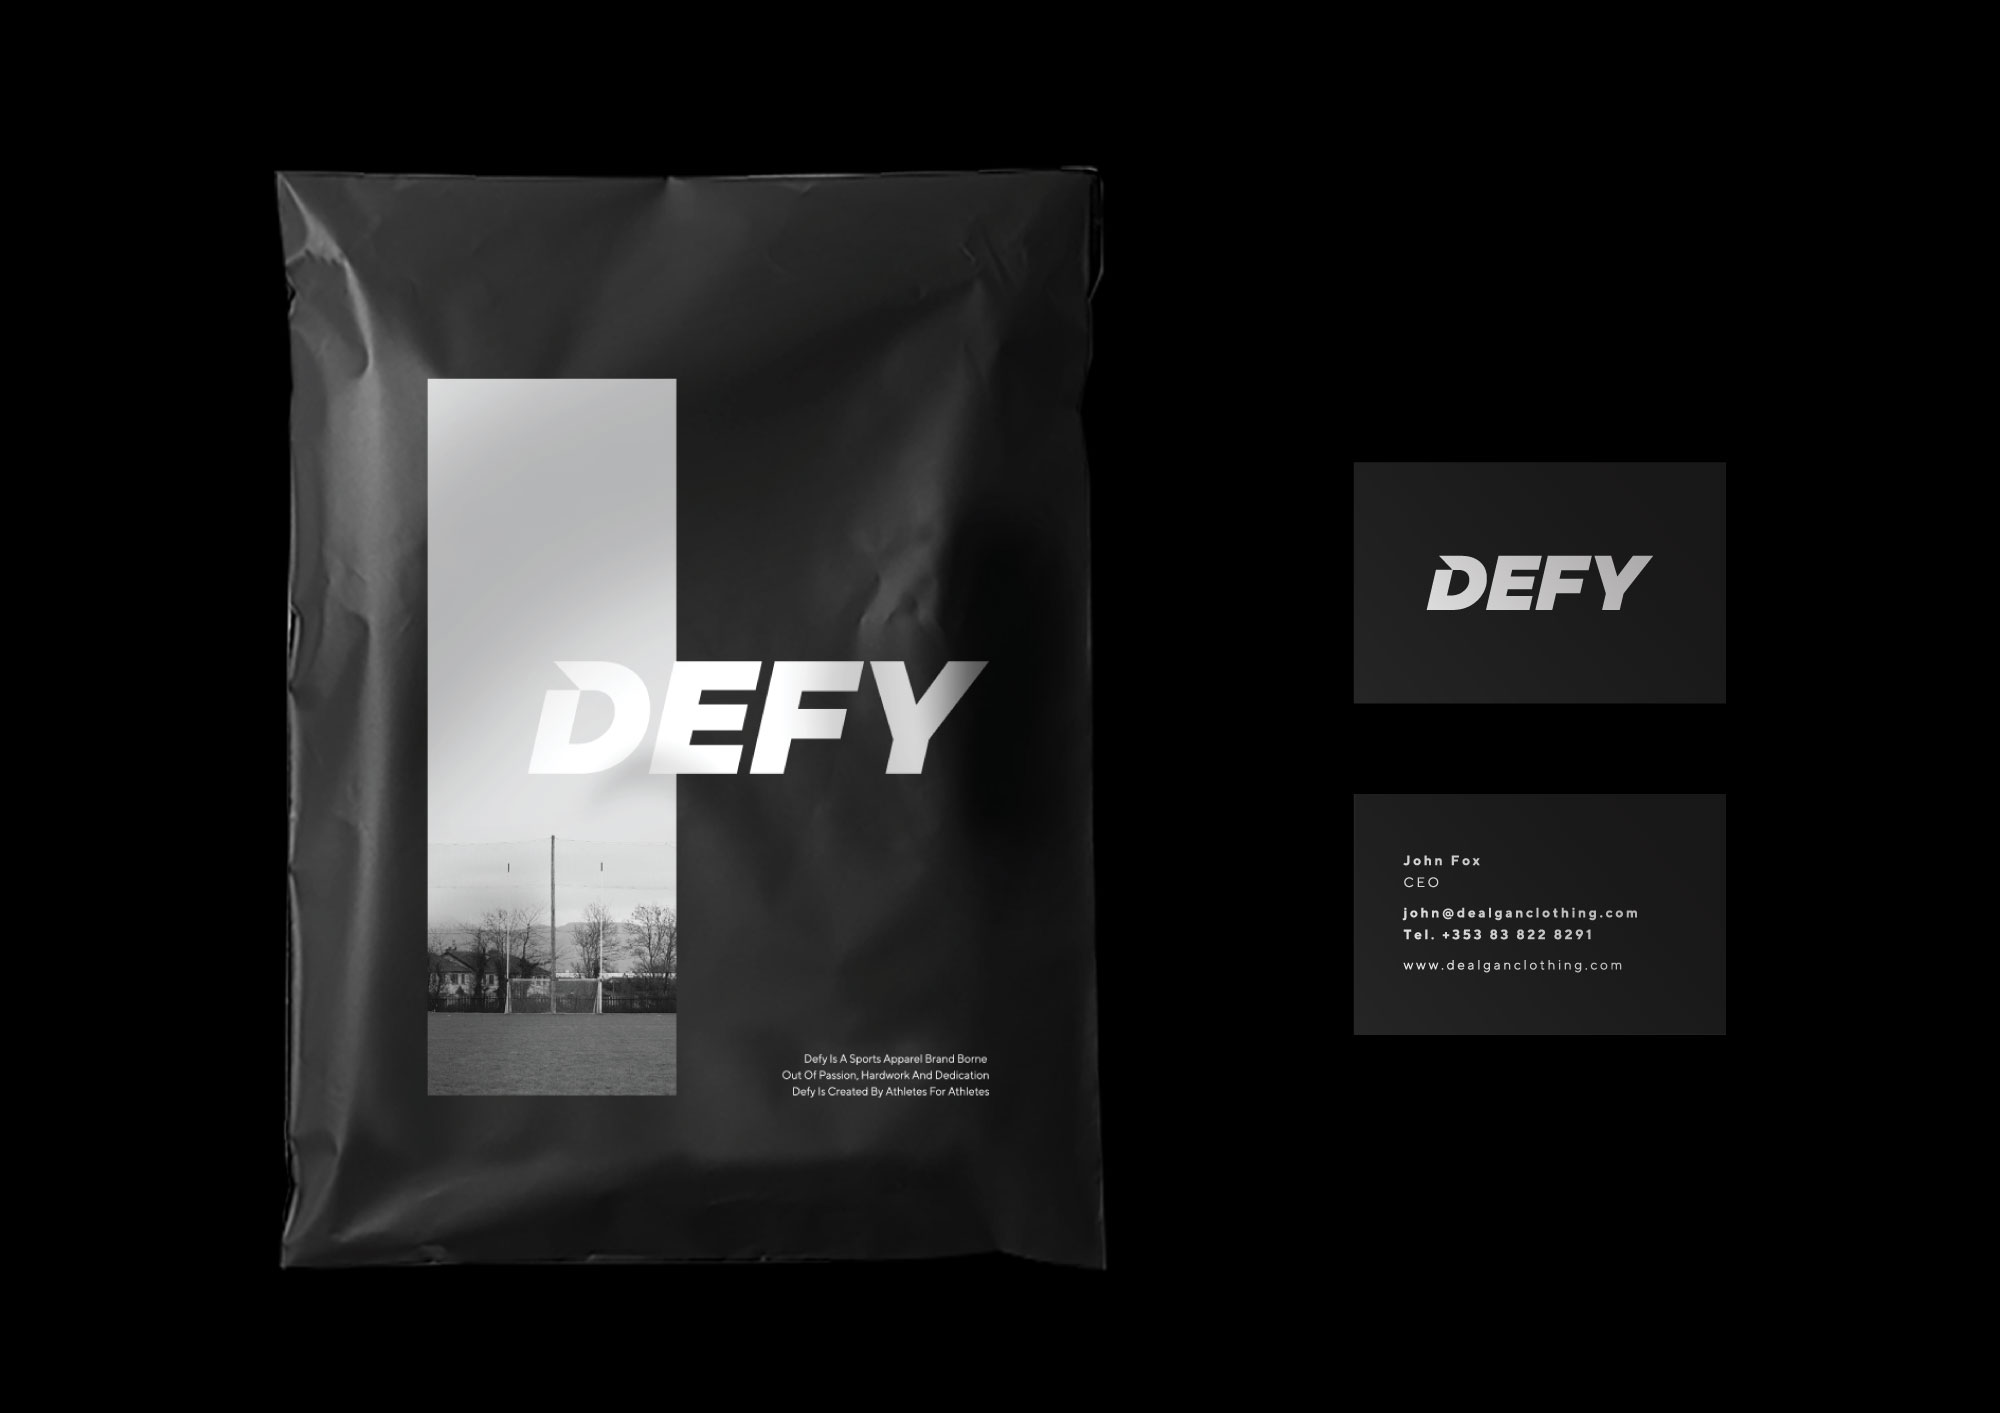 DEFY
Defy Is A Sports Apparel Brand Borne
Out Of Passion, Hardwork And Dedication
Defy Is Created By Athletes For Athletes
DEFY
John Fox
CEO
john@dealganclothing.com
Tel. +353 83 822 8291
www.dealganclothing.com